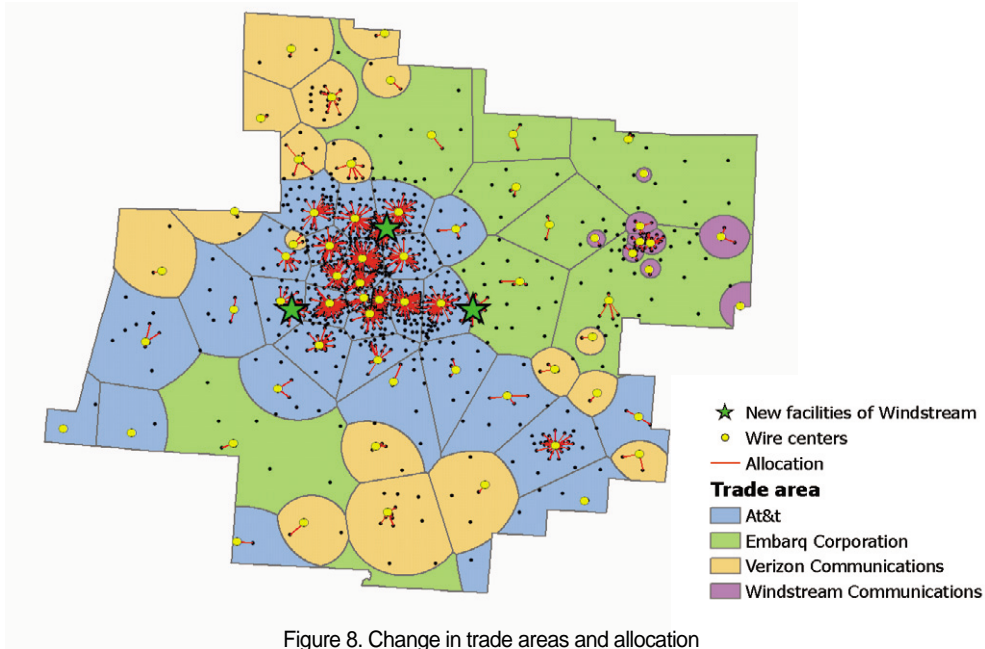 New facilities of Windstream
Wire centers
Allocation
Trade area
At&t
Embarq Corporation
Verizon Communications
Windstream Communications
Figure 8. Change in trade areas and allocation